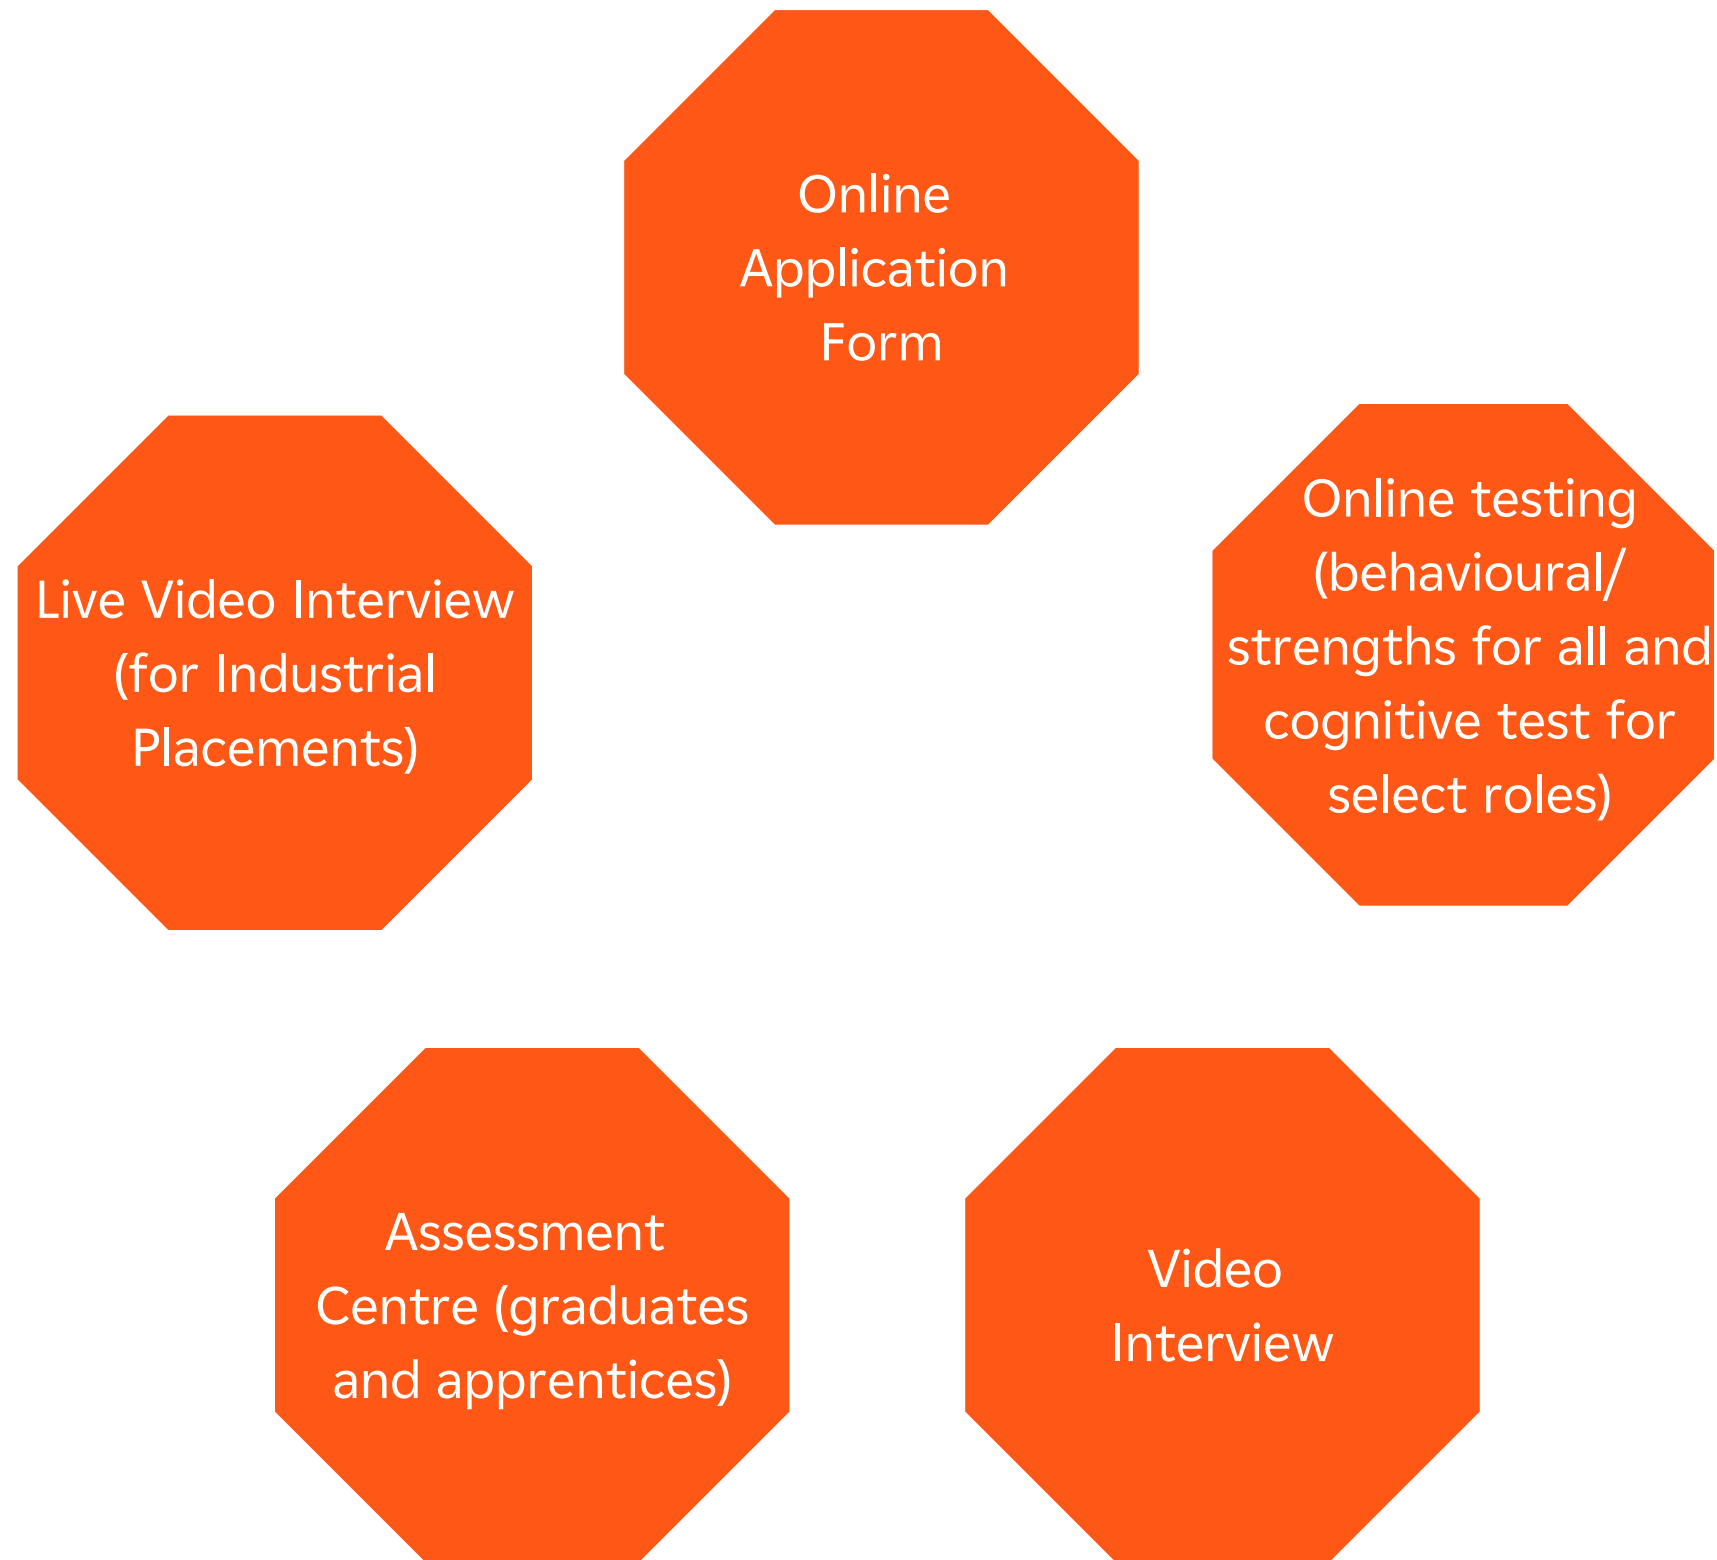 Online
Application
Form
Online testing
(behavioural/
strengths for all and
cognitive test for
select roles)
Video
Interview
Assessment
Centre (graduates
and apprentices)
Live Video Interview
(for Industrial
Placements)